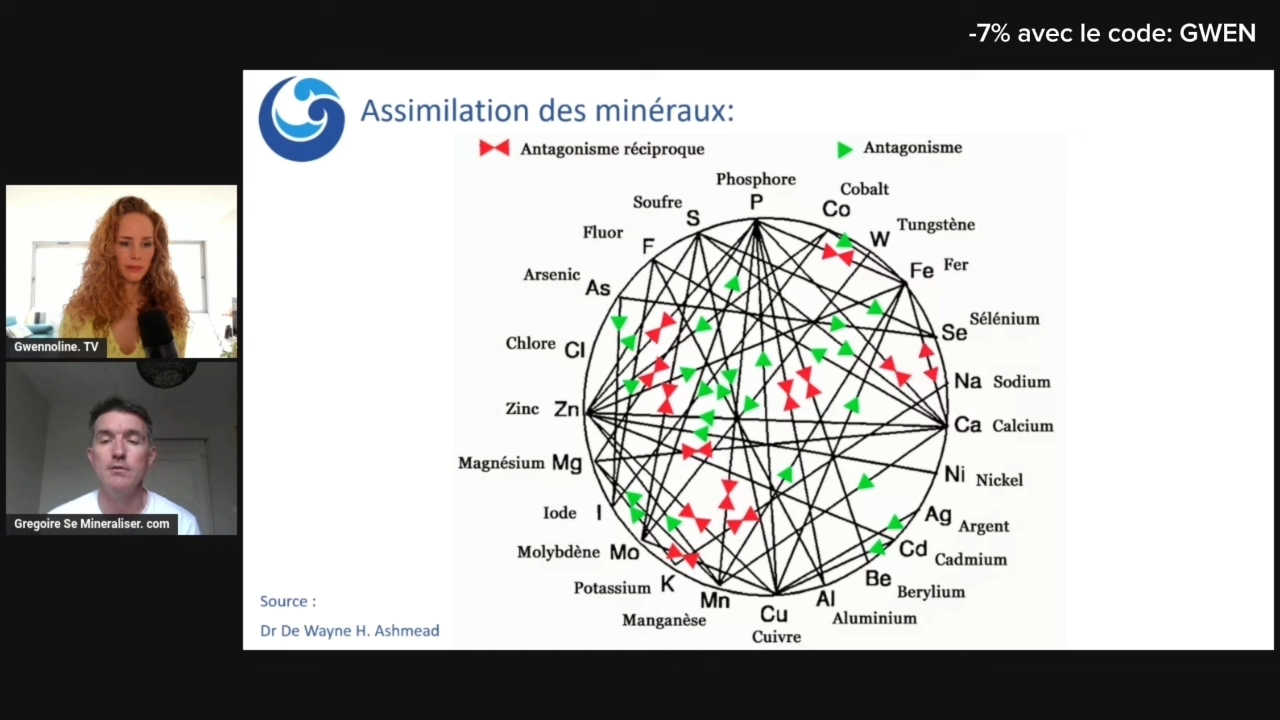 -7% avec le code: GWEN
Assimilation des minéraux:
Antagonisme réciproque
Antagonisme
Phosphore
P
Cobalt
Co
Tungstène
W
Fer
Fe
Sélénium
Se
Sodium
Na
Calcium
Ca
Nickel
Ni
Argent
Ag
Cadmium
Cd
Berylium
Be
Aluminium
Al
Cuivre
Cu
Manganèse
Mn
Potassium
K
Molybdène
Mo
Iode
I
Magnésium
Mg
Zinc
Zn
Chlore
Cl
Arsenic
As
Fluor
F
Soufre
S
Gwennoline. TV
Gregoire Se Mineraliser. com
Source :
Dr De Wayne H. Ashmead